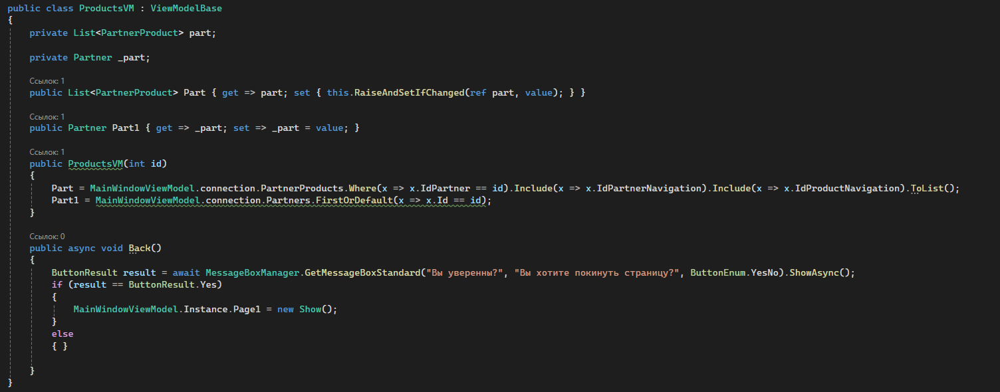 public class ProductsVM : ViewModelBase
{
private List<PartnerProduct> part;
private Partner _part;
Ссылок: 1
public List<PartnerProduct> Part { get => part; set { this.RaiseAndSetIfChanged(ref part, value); } }
Ссылок: 1
public Partner Part1 { get => _part; set => _part = value; }
Ссылок: 1
public ProductsVM(int id)
{
Part = MainWindowViewModel.connection.PartnerProducts.Where(x => x.IdPartner == id).Include(x => x.IdPartnerNavigation).Include(x => x.IdProductNavigation).ToList();
Part1 = MainWindowViewModel.connection.Partners.FirstOrDefault(x => x.Id == id);
}
Ссылок: 0
public async void Back()
{
ButtonResult result = await MessageBoxManager.GetMessageBoxStandard("Вы уверенны?", "Вы хотите покинуть страницу?", ButtonEnum.YesNo).ShowAsync();
if (result == ButtonResult.Yes)
{
MainWindowViewModel.Instance.Page1 = new Show();
}
else
{ }
}
}